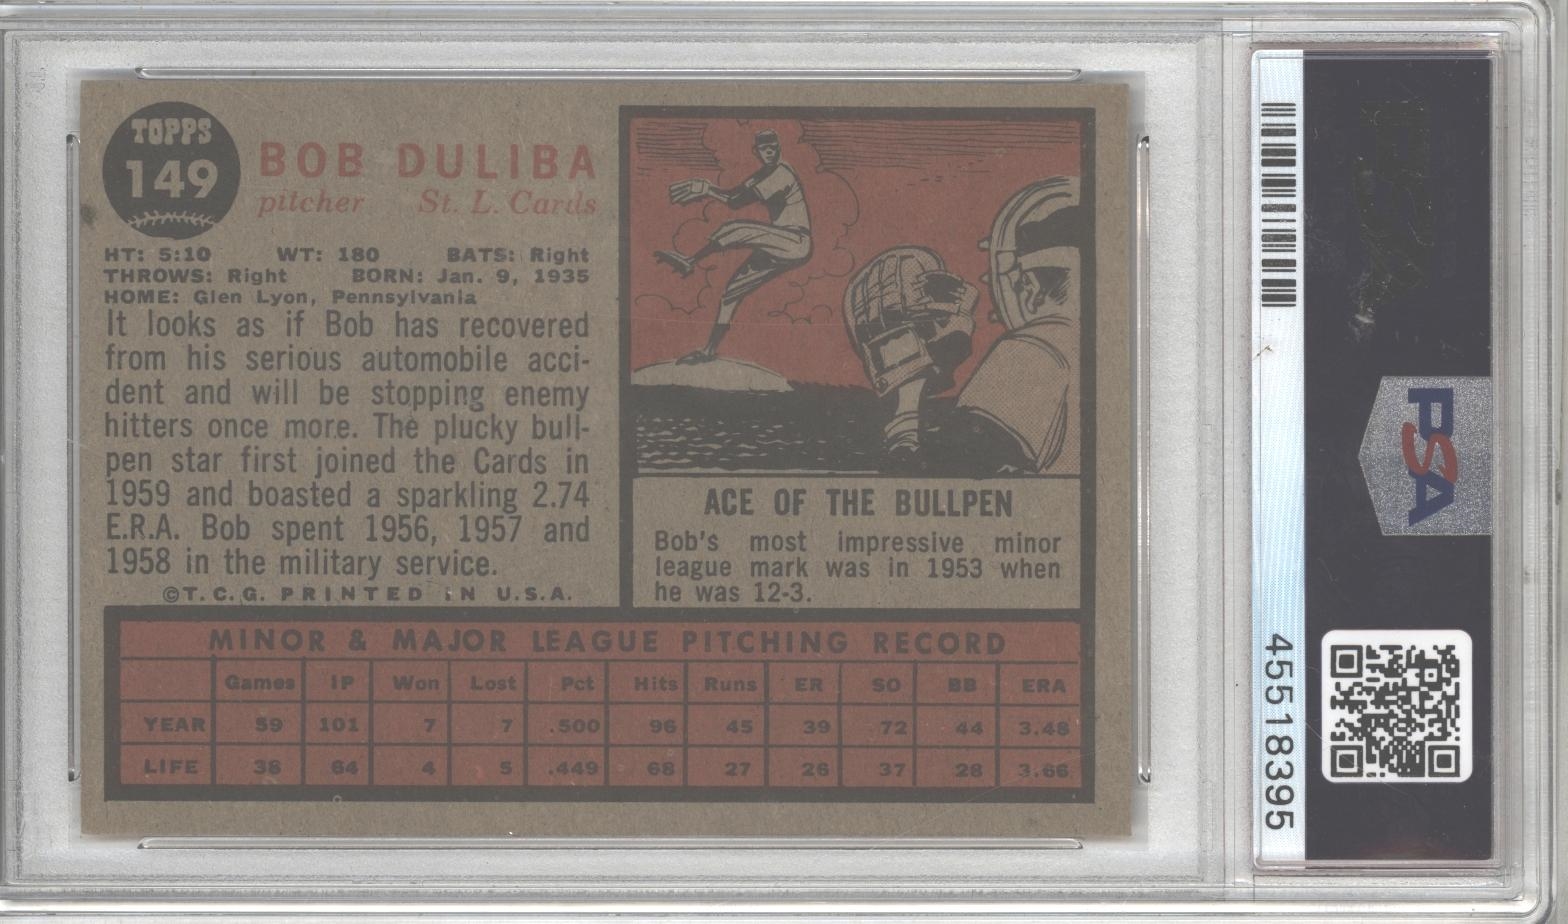 TOPPS
149
BOB DULIBA
pitcher St. L. Cards
HT: 5:10 WT: 180 BATS: Right
THROWS: Right BORN: Jan. 9, 1935
HOME: Glen Lyon, Pennsylvania
It looks as if Bob has recovered
from his serious automobile acci-
dent and will be stopping enemy
hitters once more. The plucky bull-
pen star first joined the Cards in
1959 and boasted a sparkling 2.74
E.R.A. Bob spent 1956, 1957 and
1958 in the military service.
©T.C.G. PRINTED IN U.S.A.
ACE OF THE BULLPEN
Bob's most impressive minor
league mark was in 1953 when
he was 12-3.
MINOR & MAJOR LEAGUE PITCHING RECORD
Games IP Won Lost Pct Hits Runs ER SO BB ERA
YEAR 59 101 7 7 .500 96 45 39 72 44 3.48
LIFE 38 64 4 5 .449 68 27 26 37 28 3.66
PSA
45518395